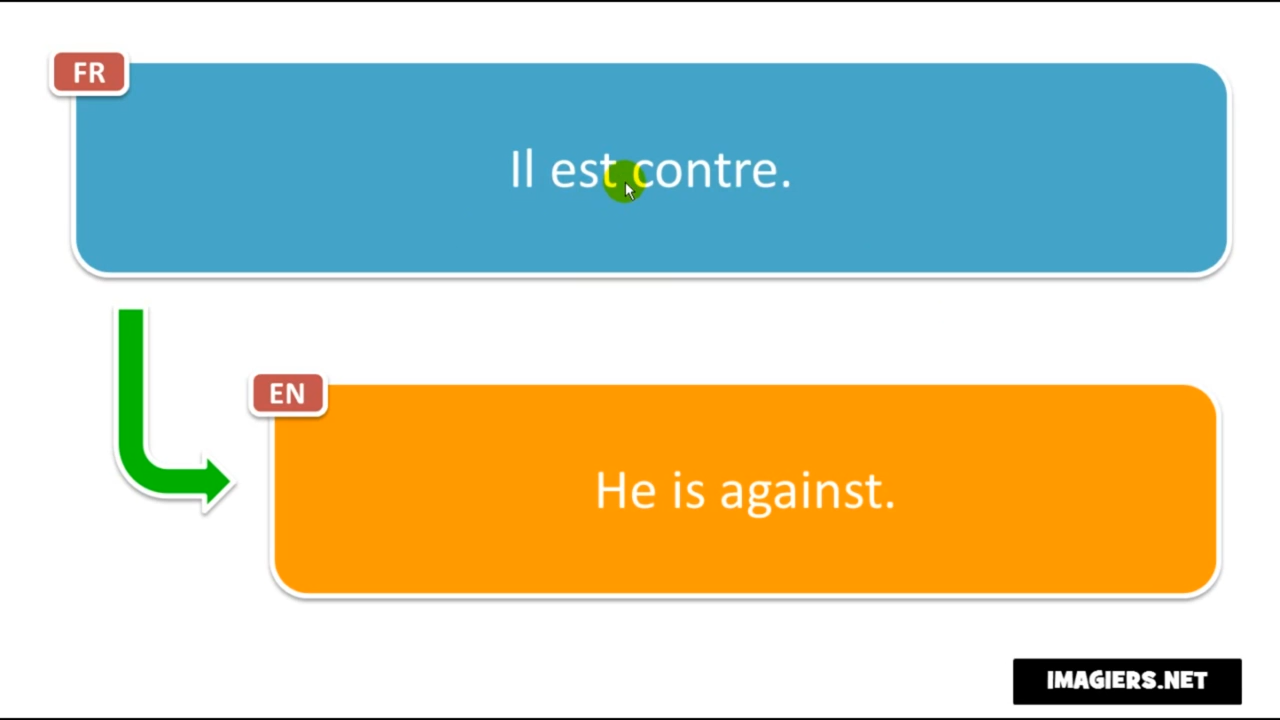 FR
Il est contre.
EN
He is against.
IMAGIERS.NET